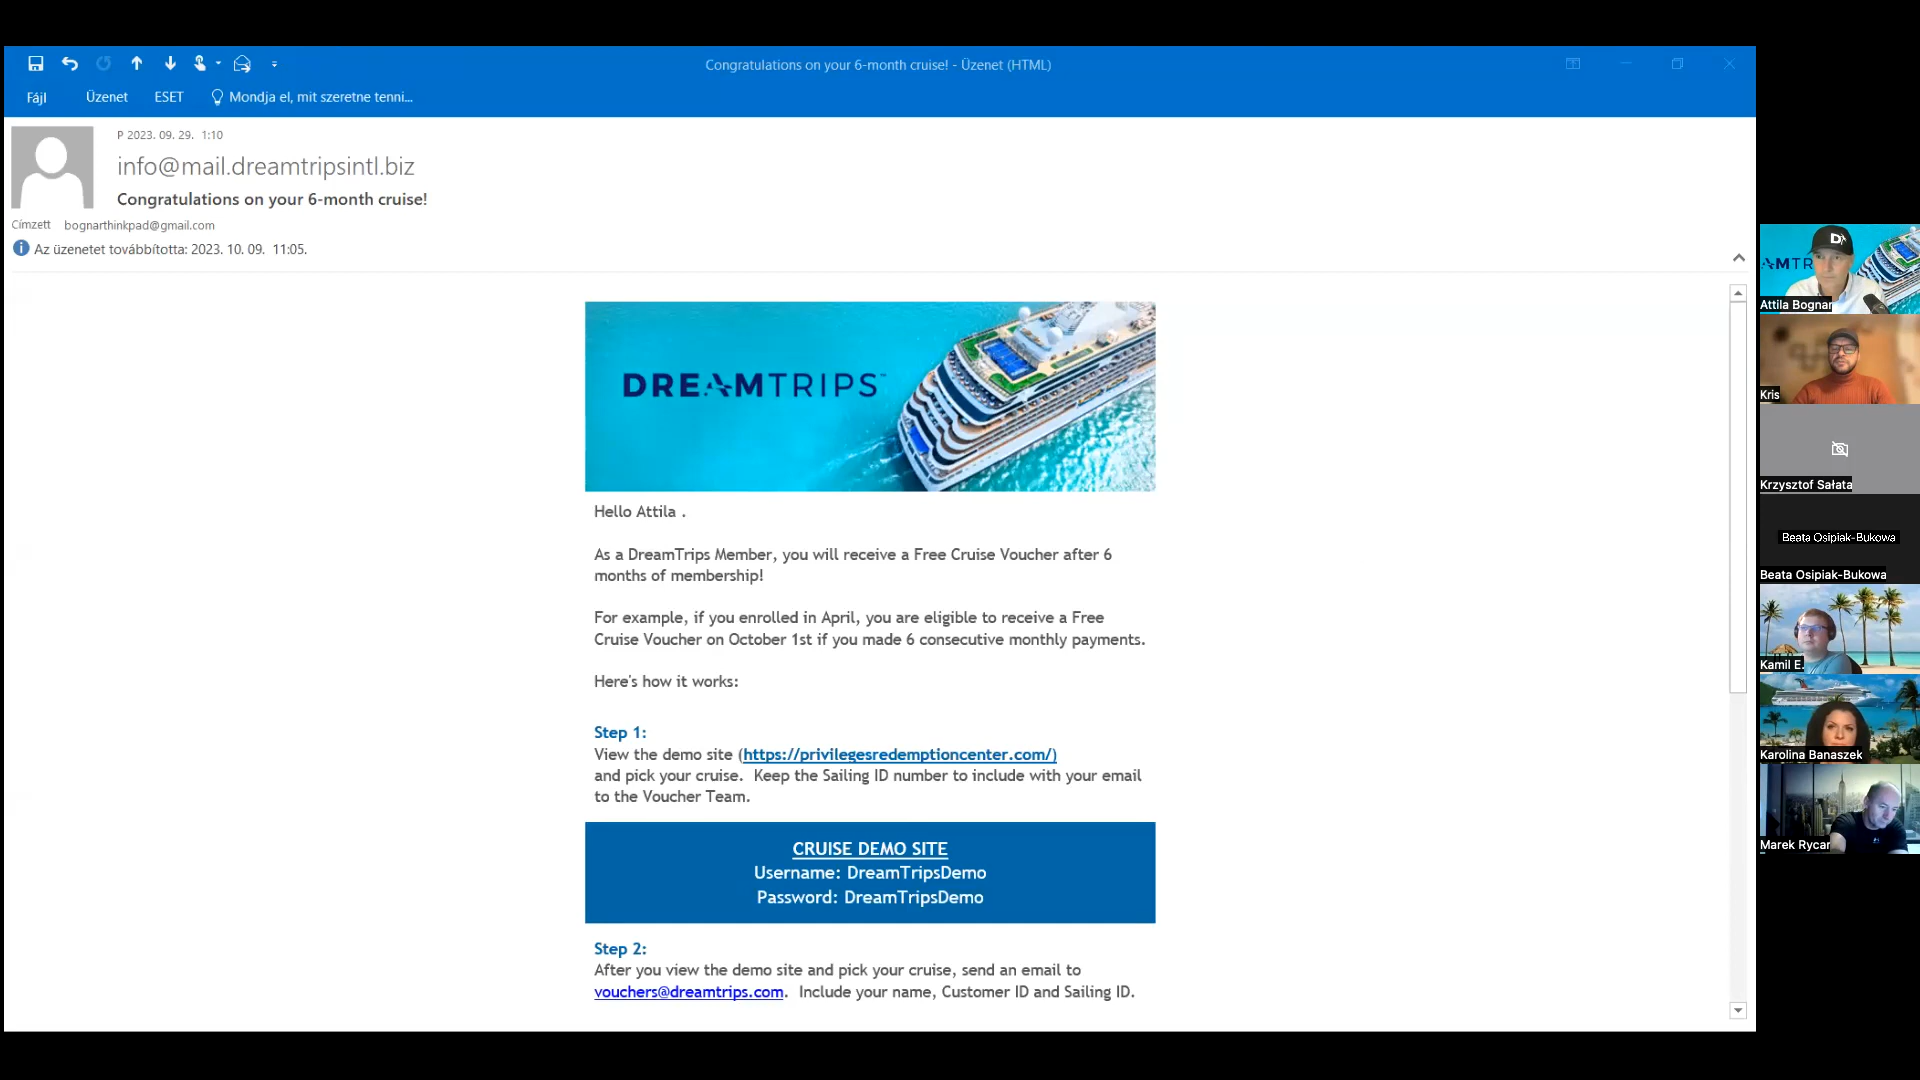 Congratulations on your 6-month cruise! - Üzenet (HTML)
Fájl Üzenet ESET Mondja el, mit szeretne tenni...
P 2023. 09. 29. 1:10
info@mail.dreamtripsintl.biz
Congratulations on your 6-month cruise!
Címzett bognarthinkpad@gmail.com
Az üzenetet továbbította: 2023. 10. 09. 11:05.
DREAMTRIPS™
Hello Attila .
As a DreamTrips Member, you will receive a Free Cruise Voucher after 6
months of membership!
For example, if you enrolled in April, you are eligible to receive a Free
Cruise Voucher on October 1st if you made 6 consecutive monthly payments.
Here's how it works:
Step 1:
View the demo site (https://privilegesredemptioncenter.com/)
and pick your cruise. Keep the Sailing ID number to include with your email
to the Voucher Team.
CRUISE DEMO SITE
Username: DreamTripsDemo
Password: DreamTripsDemo
Step 2:
After you view the demo site and pick your cruise, send an email to
vouchers@dreamtrips.com. Include your name, Customer ID and Sailing ID.
AMTR
Attila Bognar
Kris
Krzysztof Sałata
Beata Osipiak-Bukowa
Beata Osipiak-Bukowa
Kamil E.
Karolina Banaszek
Marek Rycar